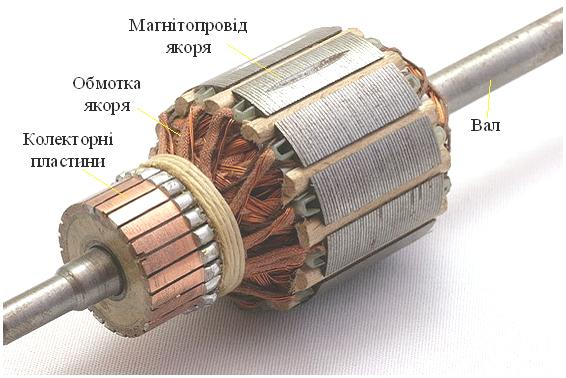 Магнітопровід
якоря
Обмотка
якоря
Колекторні
пластини
Вал